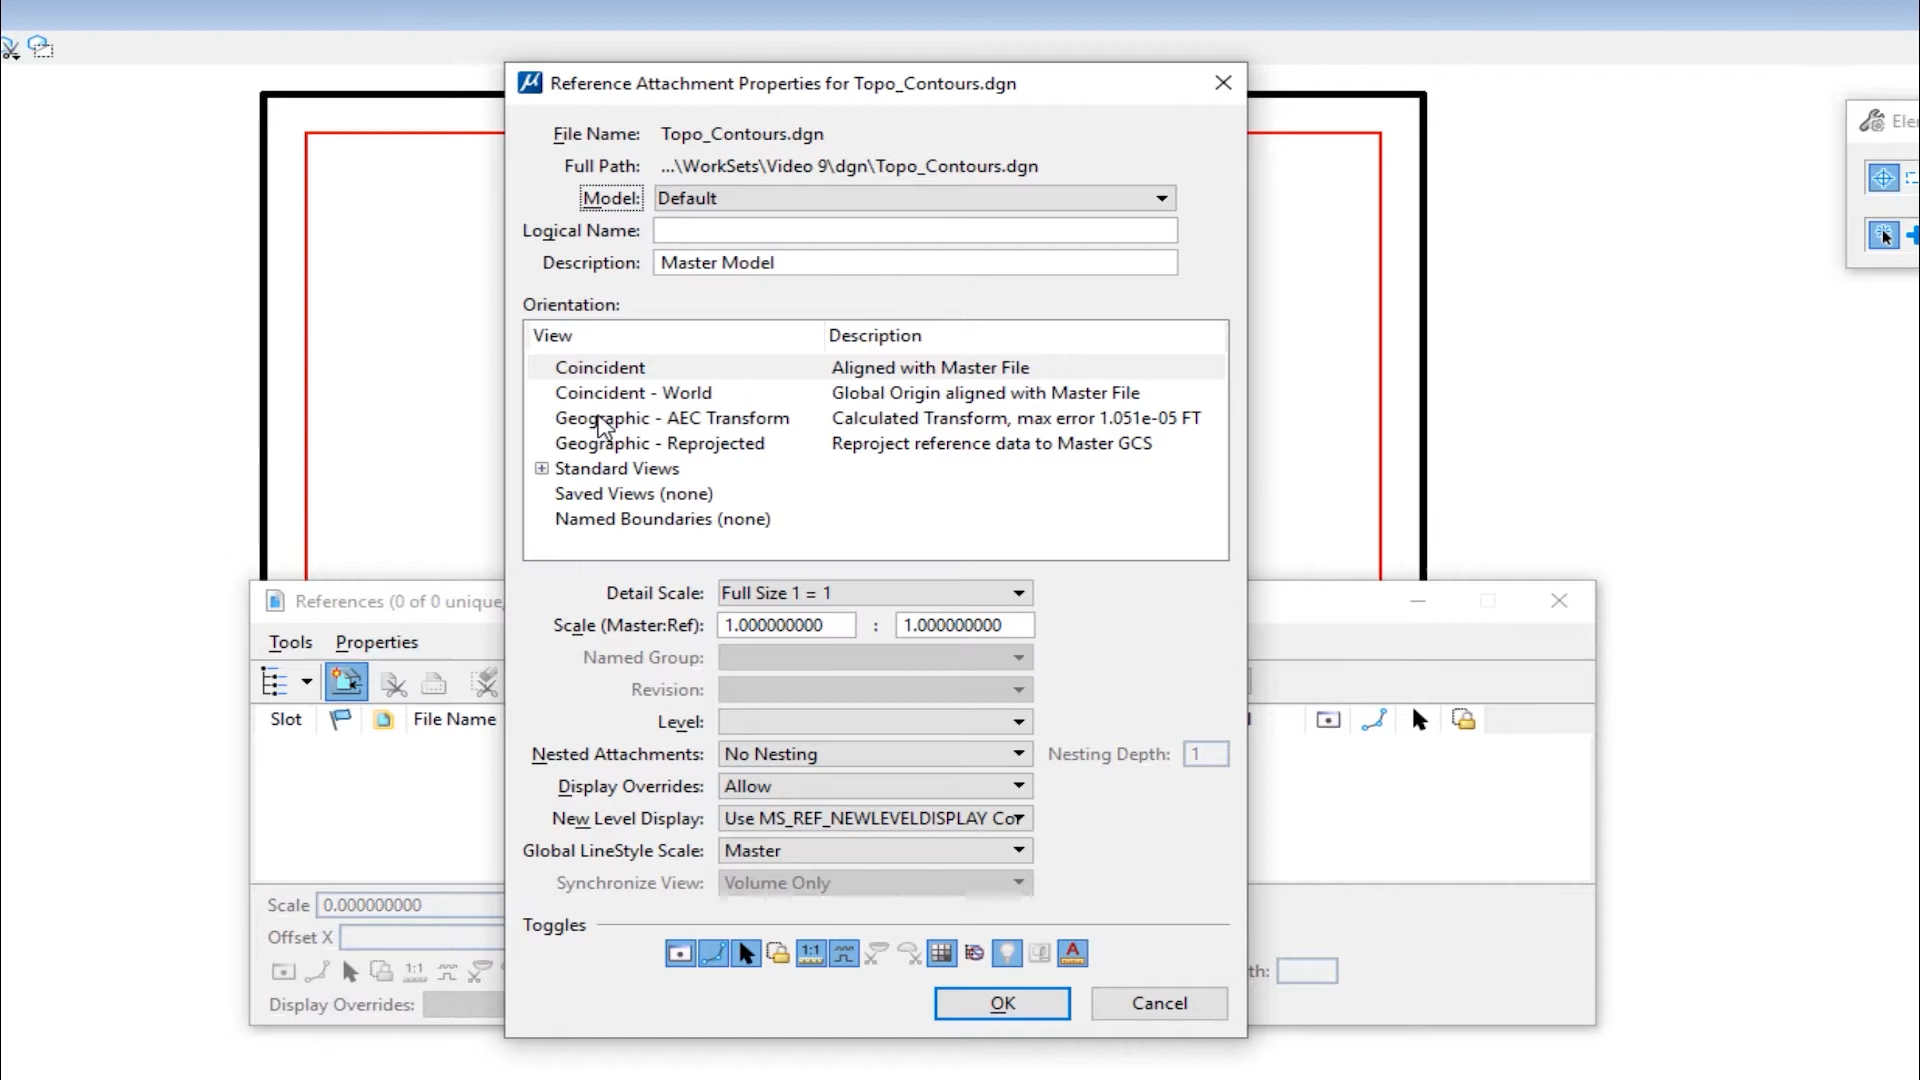 Reference Attachment Properties for Topo_Contours.dgn
File Name: Topo_Contours.dgn
Full Path: ...\WorkSets\Video 9\dgn\Topo_Contours.dgn
Model: Default
Logical Name:
Description: Master Model
Orientation:
View Description
Coincident Aligned with Master File
Coincident - World Global Origin aligned with Master File
Geographic - AEC Transform Calculated Transform, max error 1.051e-05 FT
Geographic - Reprojected Reproject reference data to Master GCS
Standard Views
Saved Views (none)
Named Boundaries (none)
Detail Scale: Full Size 1 = 1
Scale (Master:Ref): 1.000000000 : 1.000000000
Named Group:
Revision:
Level:
Nested Attachments: No Nesting Nesting Depth: 1
Display Overrides: Allow
New Level Display: Use MS_REF_NEWLEVELDISPLAY
Global LineStyle Scale: Master
Synchronize View: Volume Only
Toggles
1:1
A
OK Cancel
References (0 of 0 unique,
Tools Properties
Slot File Name
Scale 0.000000000
Offset X
1:1
Display Overrides: